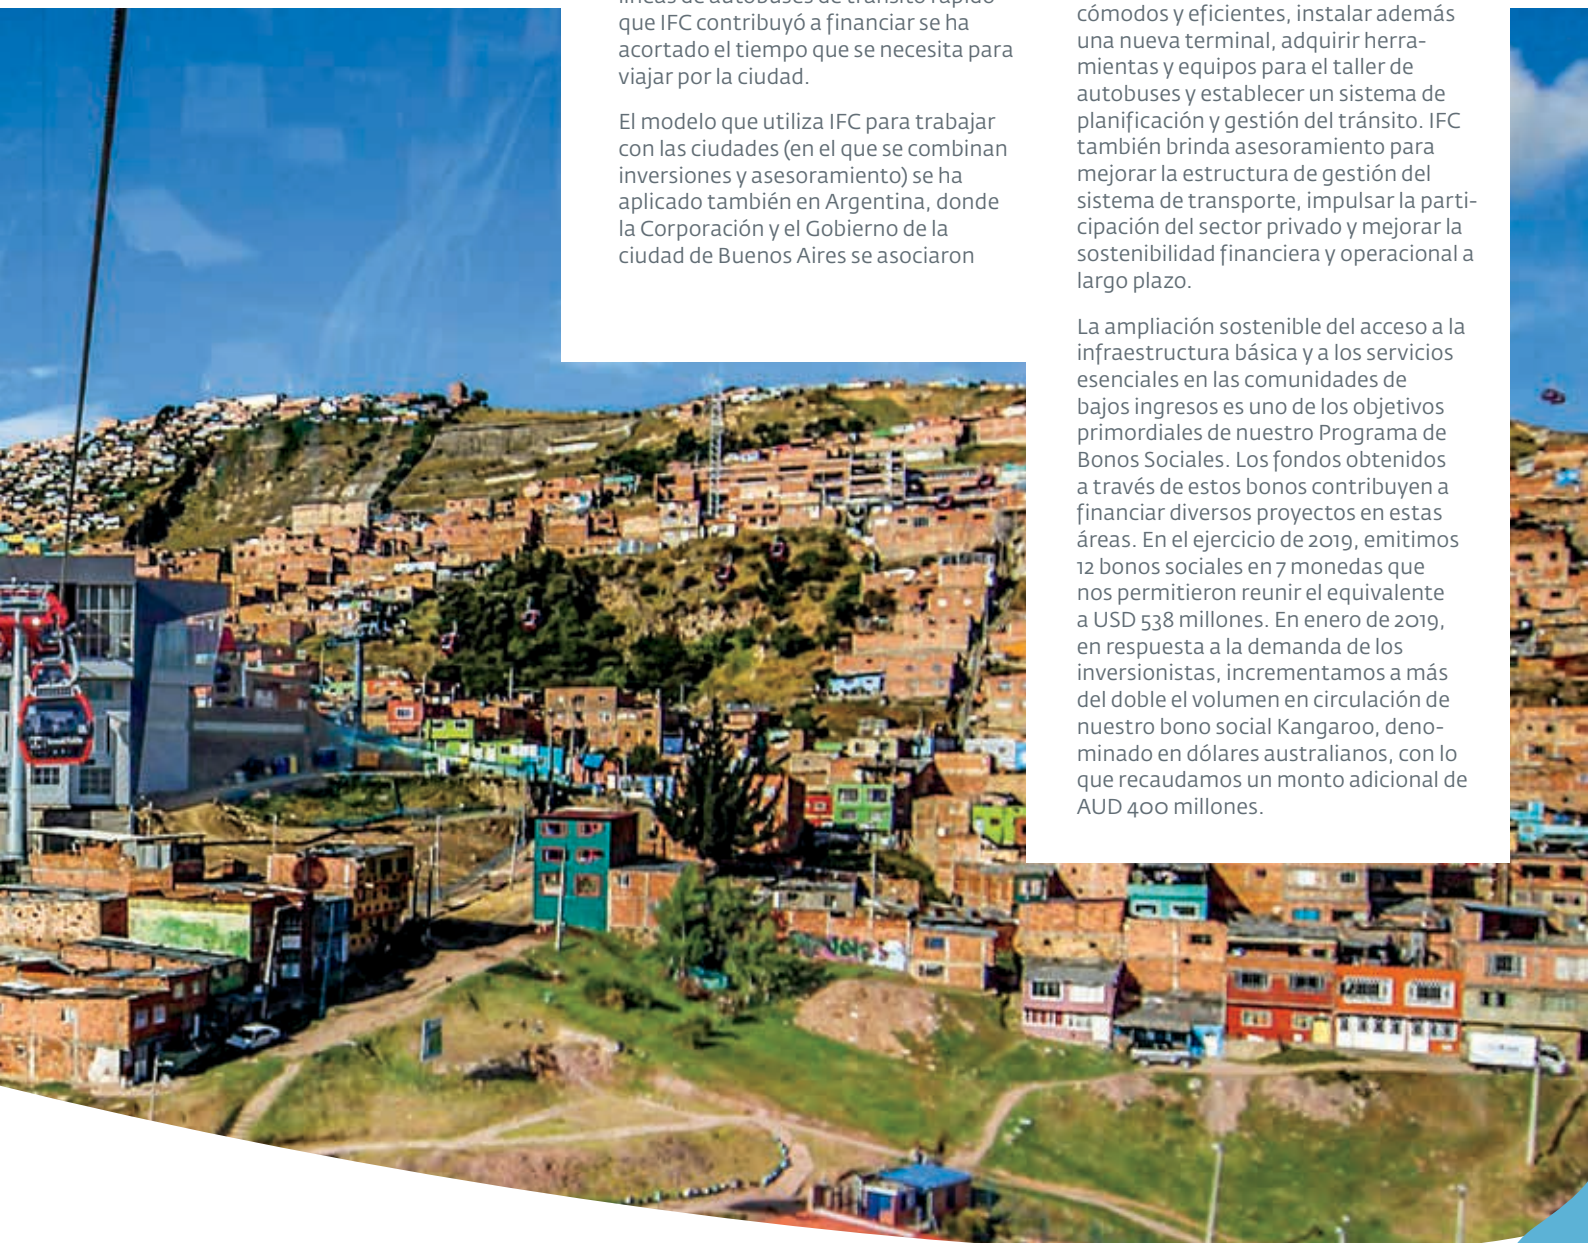 líneas de autobuses de tránsito rápido
que IFC contribuyó a financiar se ha
acortado el tiempo que se necesita para
viajar por la ciudad.
El modelo que utiliza IFC para trabajar
con las ciudades (en el que se combinan
inversiones y asesoramiento) se ha
aplicado también en Argentina, donde
la Corporación y el Gobierno de la
ciudad de Buenos Aires se asociaron
cómodos y eficientes, instalar además
una nueva terminal, adquirir herra-
mientas y equipos para el taller de
autobuses y establecer un sistema de
planificación y gestión del tránsito. IFC
también brinda asesoramiento para
mejorar la estructura de gestión del
sistema de transporte, impulsar la parti-
cipación del sector privado y mejorar la
sostenibilidad financiera y operacional a
largo plazo.
La ampliación sostenible del acceso a la
infraestructura básica y a los servicios
esenciales en las comunidades de
bajos ingresos es uno de los objetivos
primordiales de nuestro Programa de
Bonos Sociales. Los fondos obtenidos
a través de estos bonos contribuyen a
financiar diversos proyectos en estas
áreas. En el ejercicio de 2019, emitimos
12 bonos sociales en 7 monedas que
nos permitieron reunir el equivalente
a USD 538 millones. En enero de 2019,
en respuesta a la demanda de los
inversionistas, incrementamos a más
del doble el volumen en circulación de
nuestro bono social Kangaroo, deno-
minado en dólares australianos, con lo
que recaudamos un monto adicional de
AUD 400 millones.